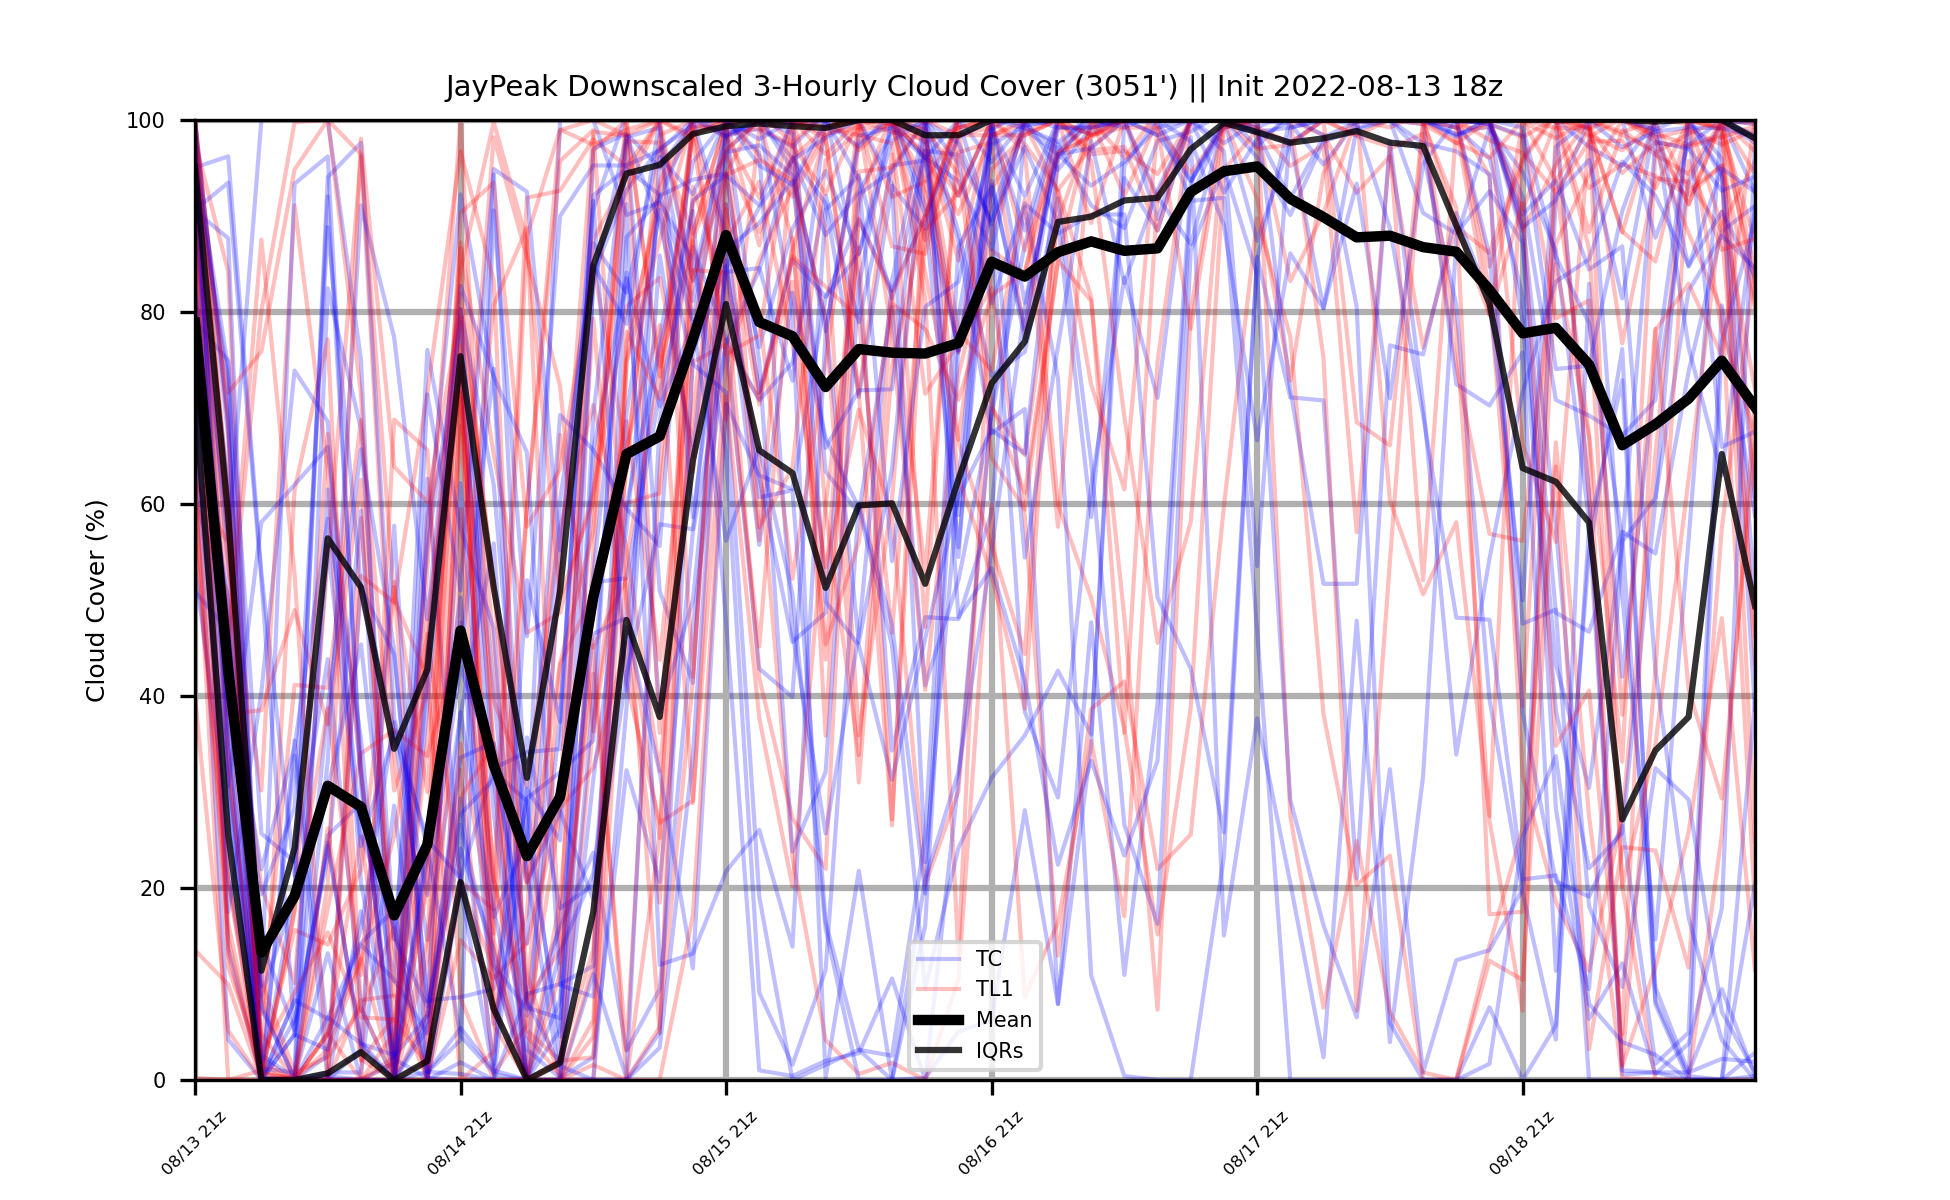 JayPeak Downscaled 3-Hourly Cloud Cover (3051') || Init 2022-08-13 18z
Cloud Cover (%)
100
80
60
40
20
0
TC
TL1
Mean
IQRs
08/13 21z
08/14 21z
08/15 21z
08/16 21z
08/17 21z
08/18 21z